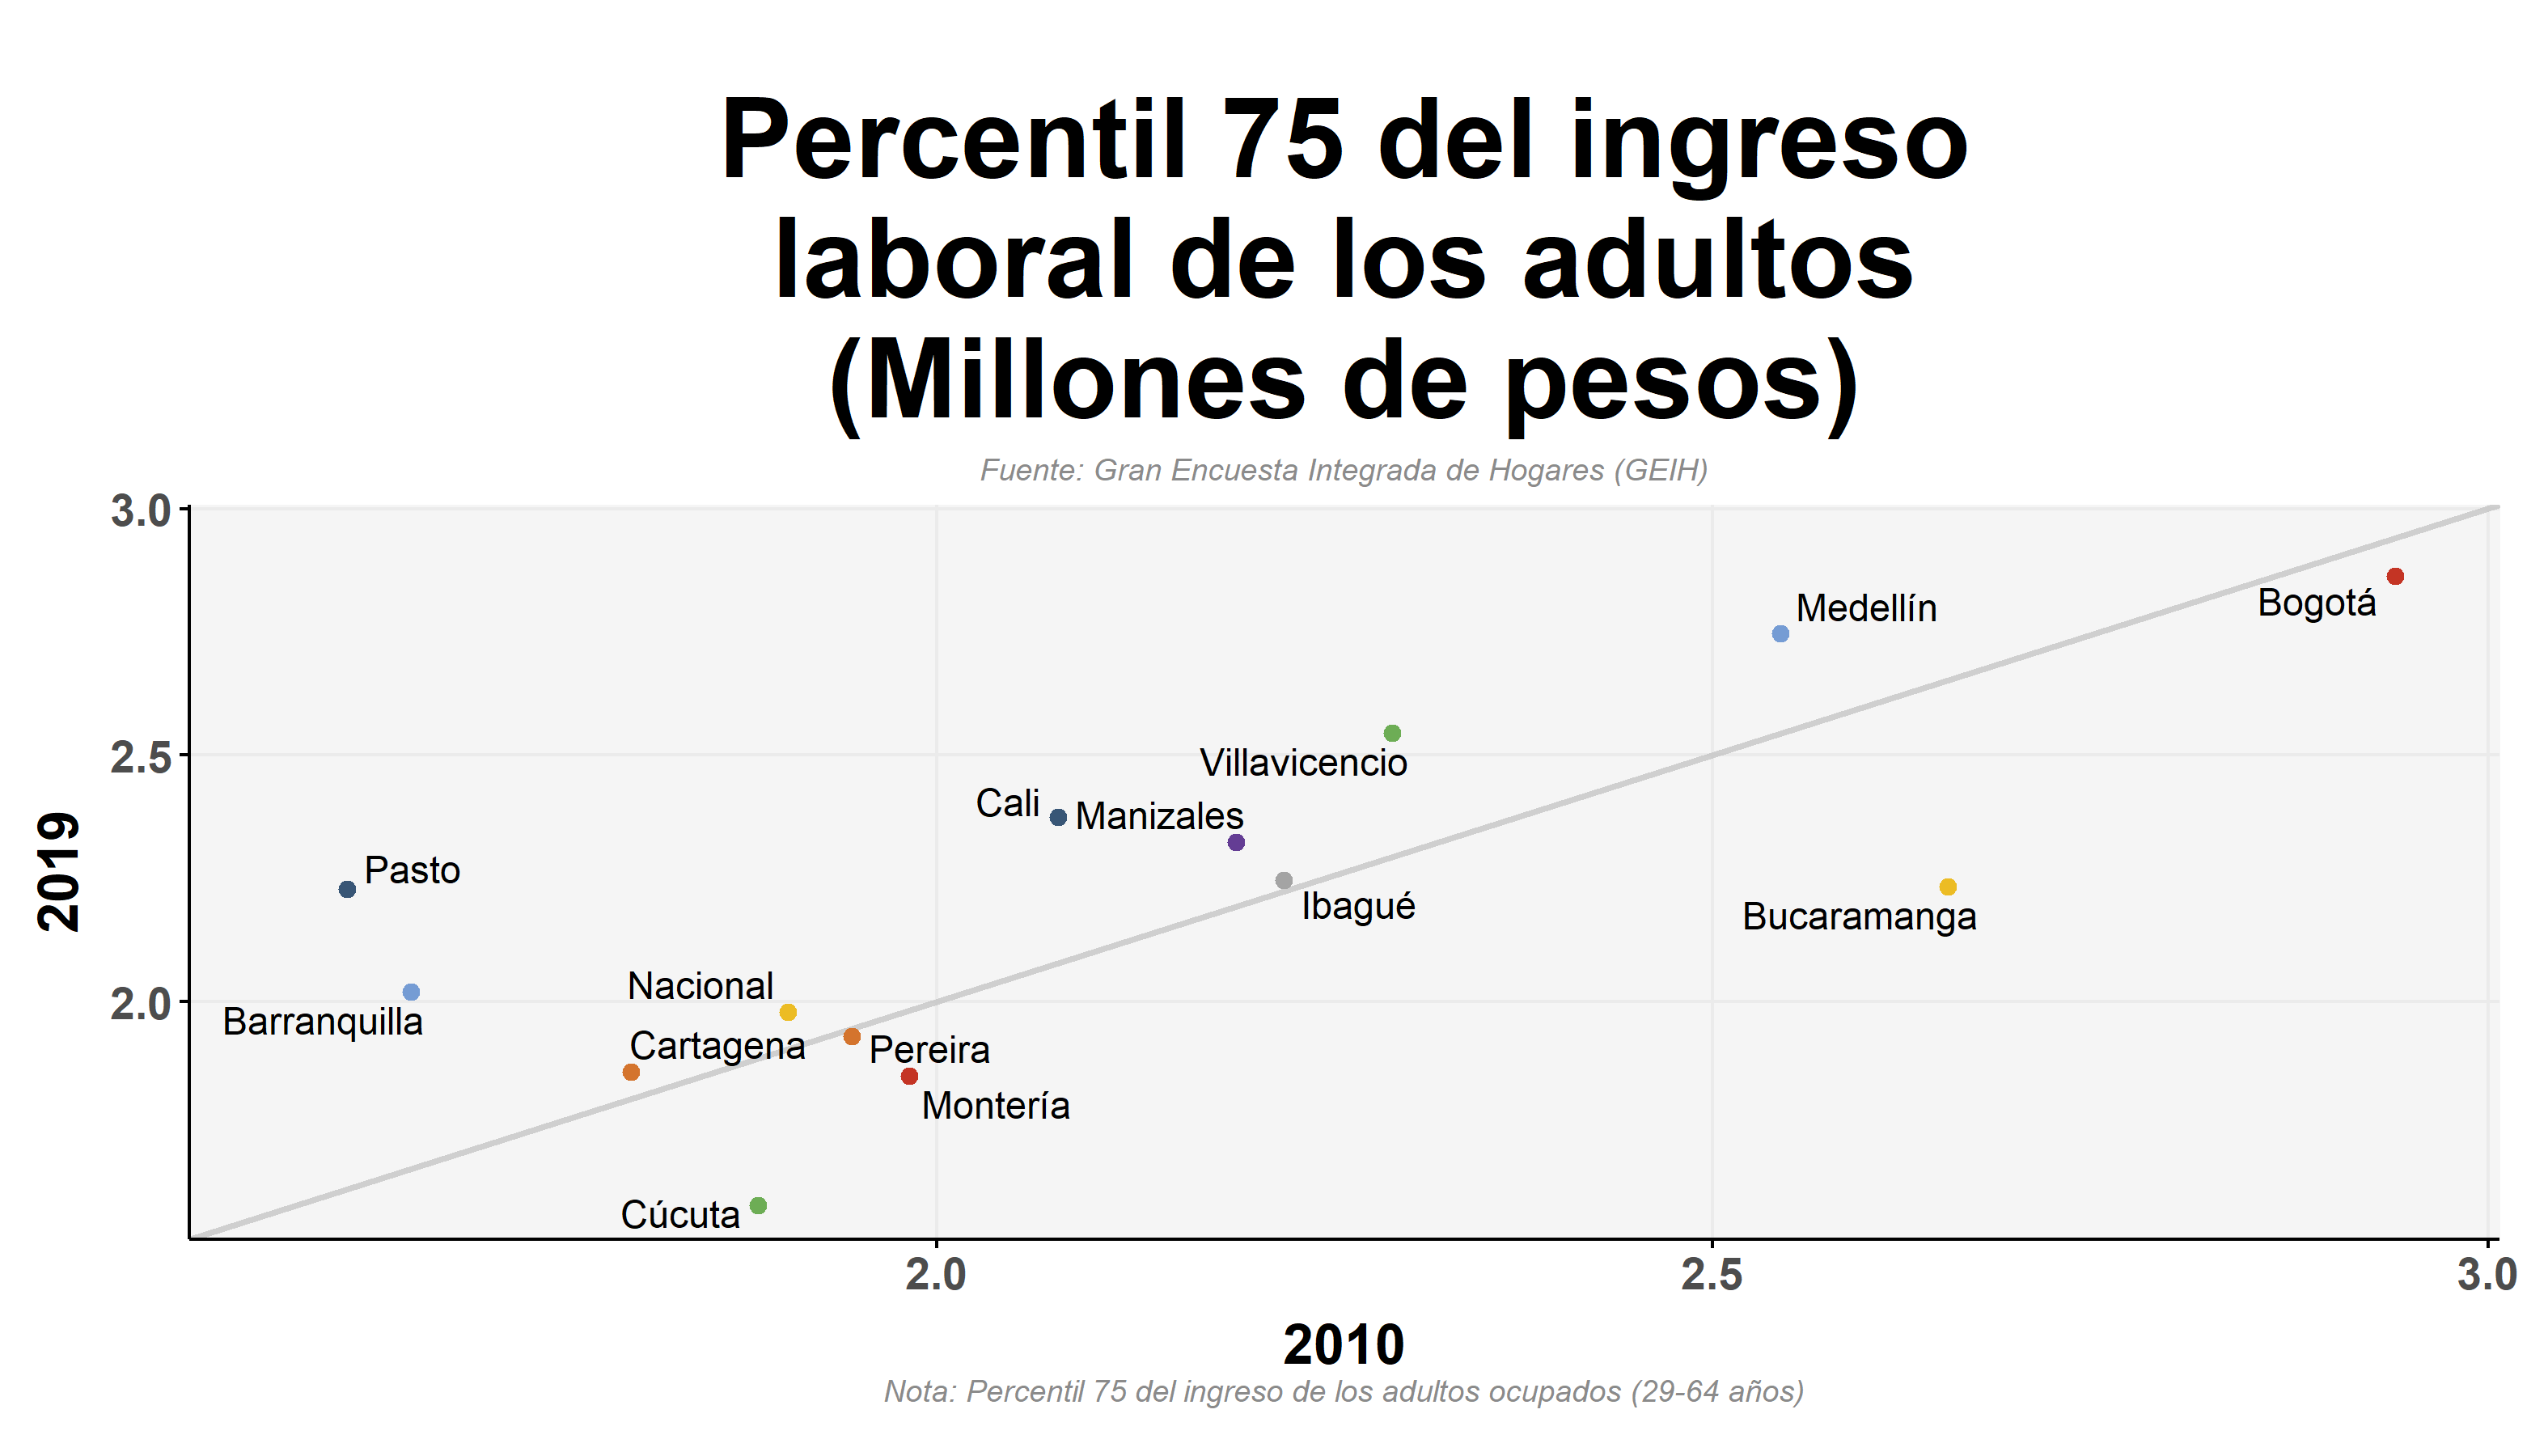 Percentil 75 del ingreso
laboral de los adultos
(Millones de pesos)
Fuente: Gran Encuesta Integrada de Hogares (GEIH)
3.0
2.5
2.0
2019
Medellín
Bogotá
Villavicencio
Cali
Manizales
Pasto
Ibagué
Bucaramanga
Nacional
Barranquilla
Cartagena
Pereira
Montería
Cúcuta
2.0
2.5
3.0
2010
Nota: Percentil 75 del ingreso de los adultos ocupados (29-64 años)